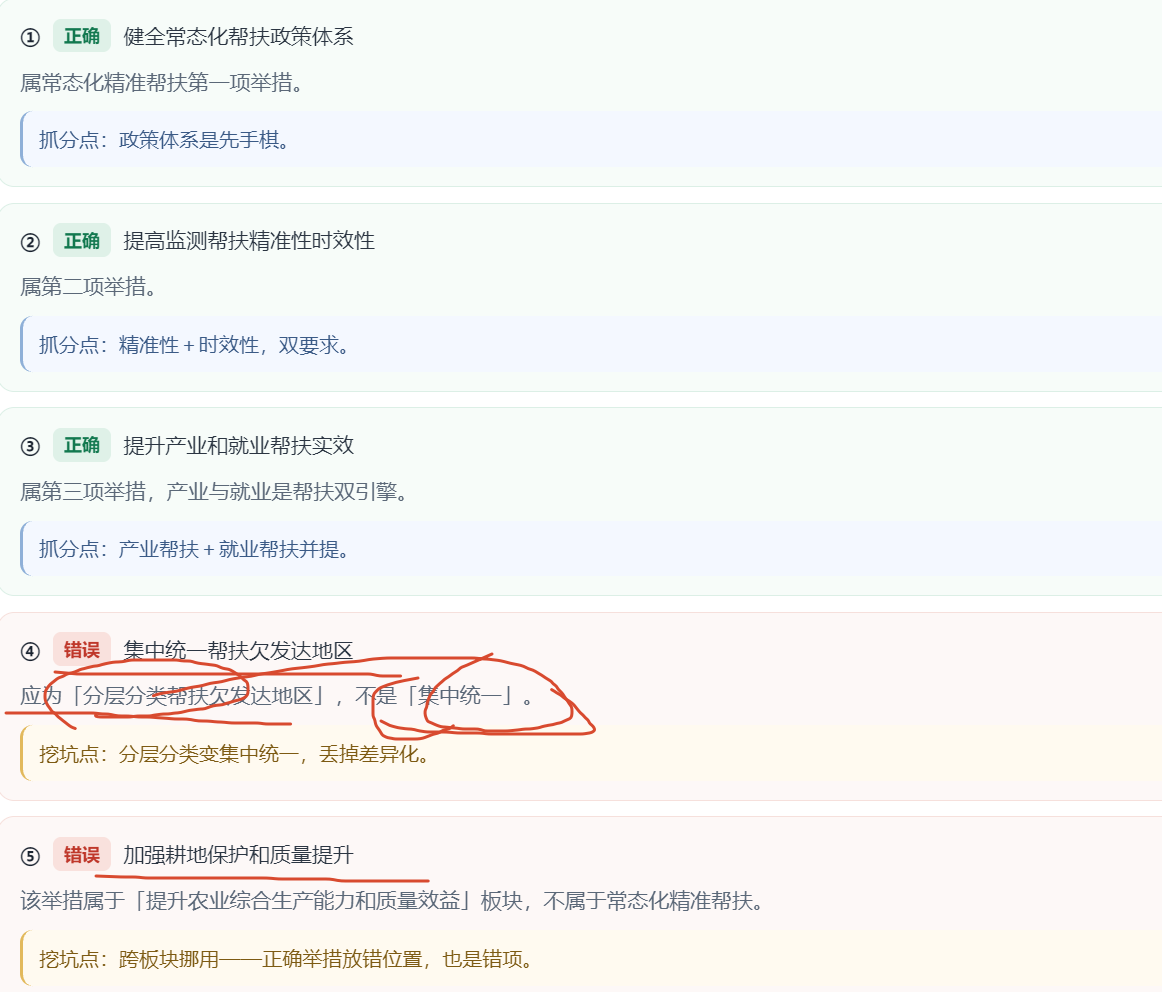 ① 正确 健全常态化帮扶政策体系
属常态化精准帮扶第一项举措。
抓分点：政策体系是先手棋。
② 正确 提高监测帮扶精准性时效性
属第二项举措。
抓分点：精准性＋时效性，双要求。
③ 正确 提升产业和就业帮扶实效
属第三项举措，产业与就业是帮扶双引擎。
抓分点：产业帮扶＋就业帮扶并提。
④ 错误 集中统一帮扶欠发达地区
应为「分层分类帮扶欠发达地区」，不是「集中统一」。
挖坑点：分层分类变集中统一，丢掉差异化。
⑤ 错误 加强耕地保护和质量提升
该举措属于「提升农业综合生产能力和质量效益」板块，不属于常态化精准帮扶。
挖坑点：跨板块挪用——正确举措放错位置，也是错项。